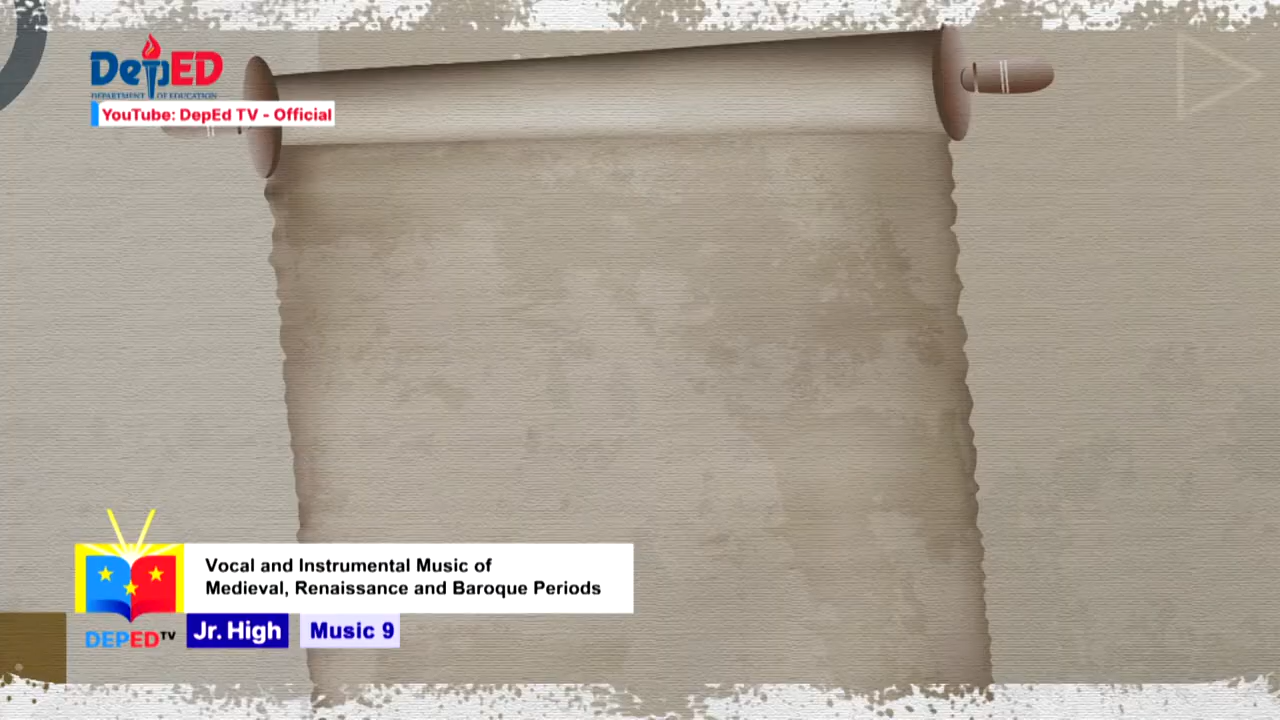 DepED
DEPARTMENT OF EDUCATION
YouTube: DepEd TV - Official
Vocal and Instrumental Music of
Medieval, Renaissance and Baroque Periods
DEPED TV
Jr. High
Music 9